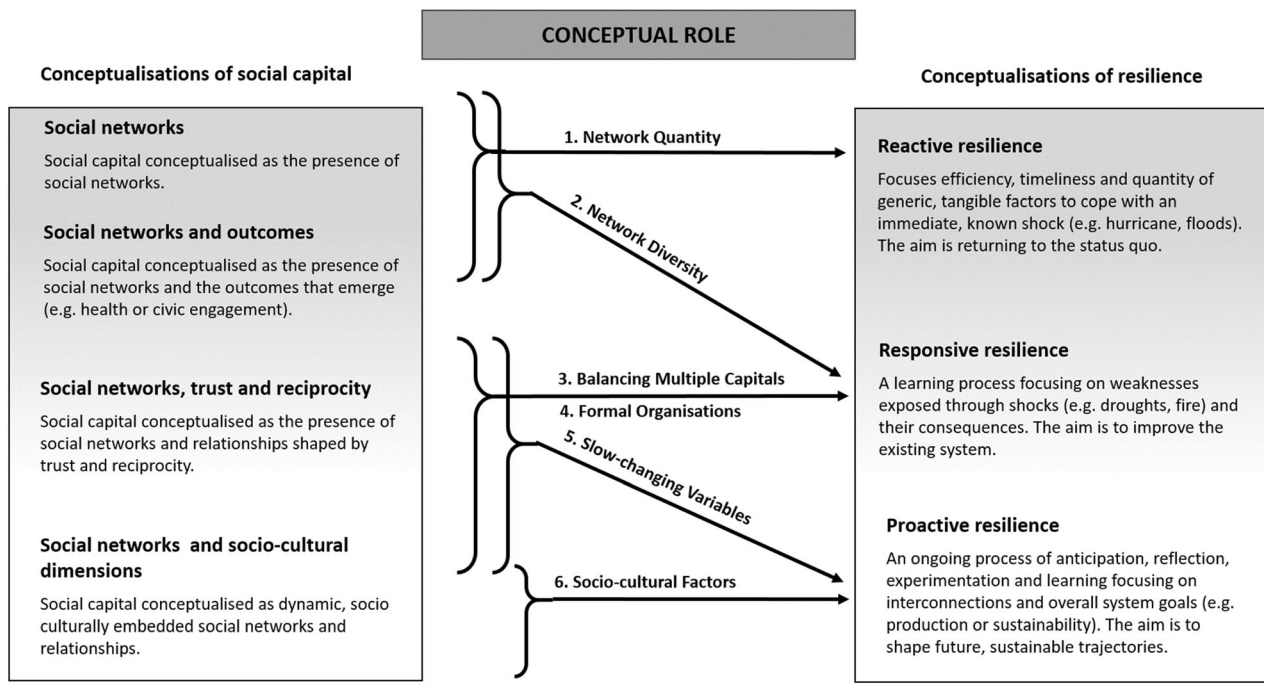 CONCEPTUAL ROLE
Conceptualisations of social capital
Social networks
Social capital conceptualised as the presence of
social networks.
Social networks and outcomes
Social capital conceptualised as the presence of
social networks and the outcomes that emerge
(e.g. health or civic engagement).
Social networks, trust and reciprocity
Social capital conceptualised as the presence of
social networks and relationships shaped by
trust and reciprocity.
Social networks and socio-cultural
dimensions
Social capital conceptualised as dynamic, socio
culturally embedded social networks and
relationships.
1. Network Quantity
2. Network Diversity
3. Balancing Multiple Capitals
4. Formal Organisations
5. Slow-changing Variables
6. Socio-cultural Factors
Conceptualisations of resilience
Reactive resilience
Focuses efficiency, timeliness and quantity of
generic, tangible factors to cope with an
immediate, known shock (e.g. hurricane, floods).
The aim is returning to the status quo.
Responsive resilience
A learning process focusing on weaknesses
exposed through shocks (e.g. droughts, fire) and
their consequences. The aim is to improve the
existing system.
Proactive resilience
An ongoing process of anticipation, reflection,
experimentation and learning focusing on
interconnections and overall system goals (e.g.
production or sustainability). The aim is to
shape future, sustainable trajectories.